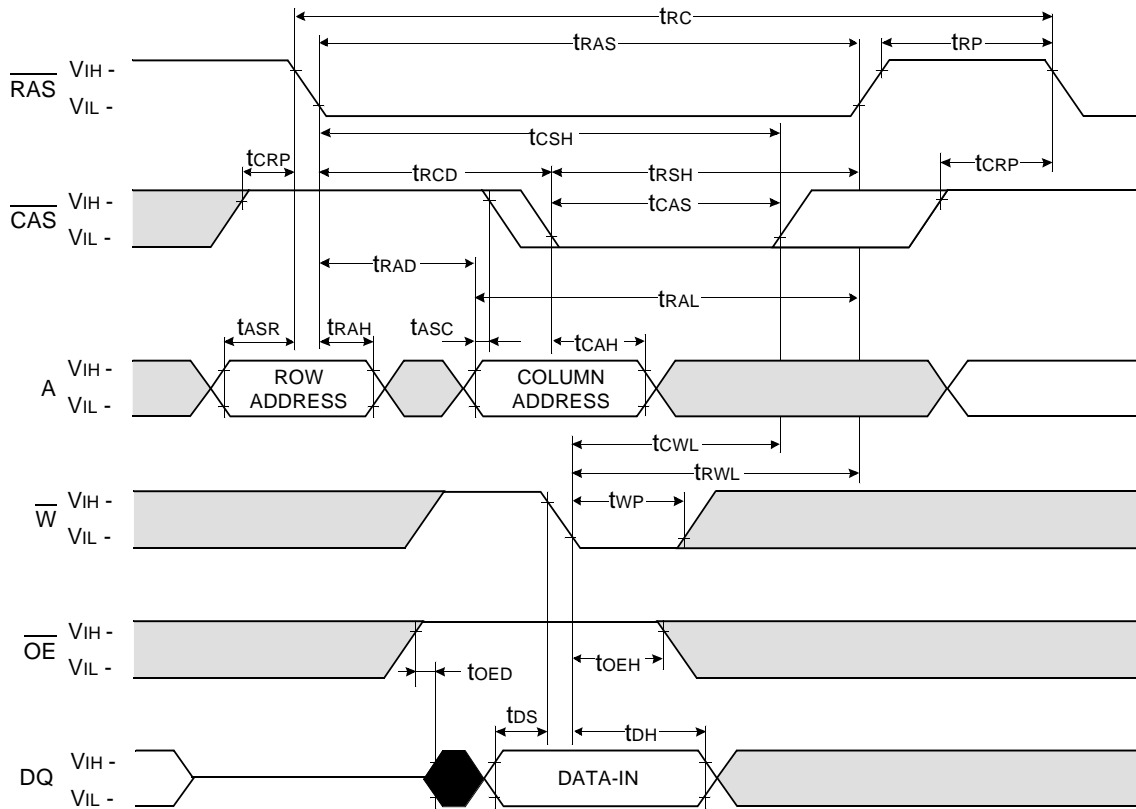 tRC
tRAS
tRP
RAS
VIH -
VIL -
tCSH
tCRP
tRCD
tRSH
tCRP
CAS
VIH -
VIL -
tCAS
tRAD
tRAL
tASR
tRAH
tASC
tCAH
A
VIH -
VIL -
ROW
ADDRESS
COLUMN
ADDRESS
tCWL
tRWL
W
VIH -
VIL -
tWP
OE
VIH -
VIL -
tOED
tOEH
tDS
tDH
DQ
VIH -
VIL -
DATA-IN